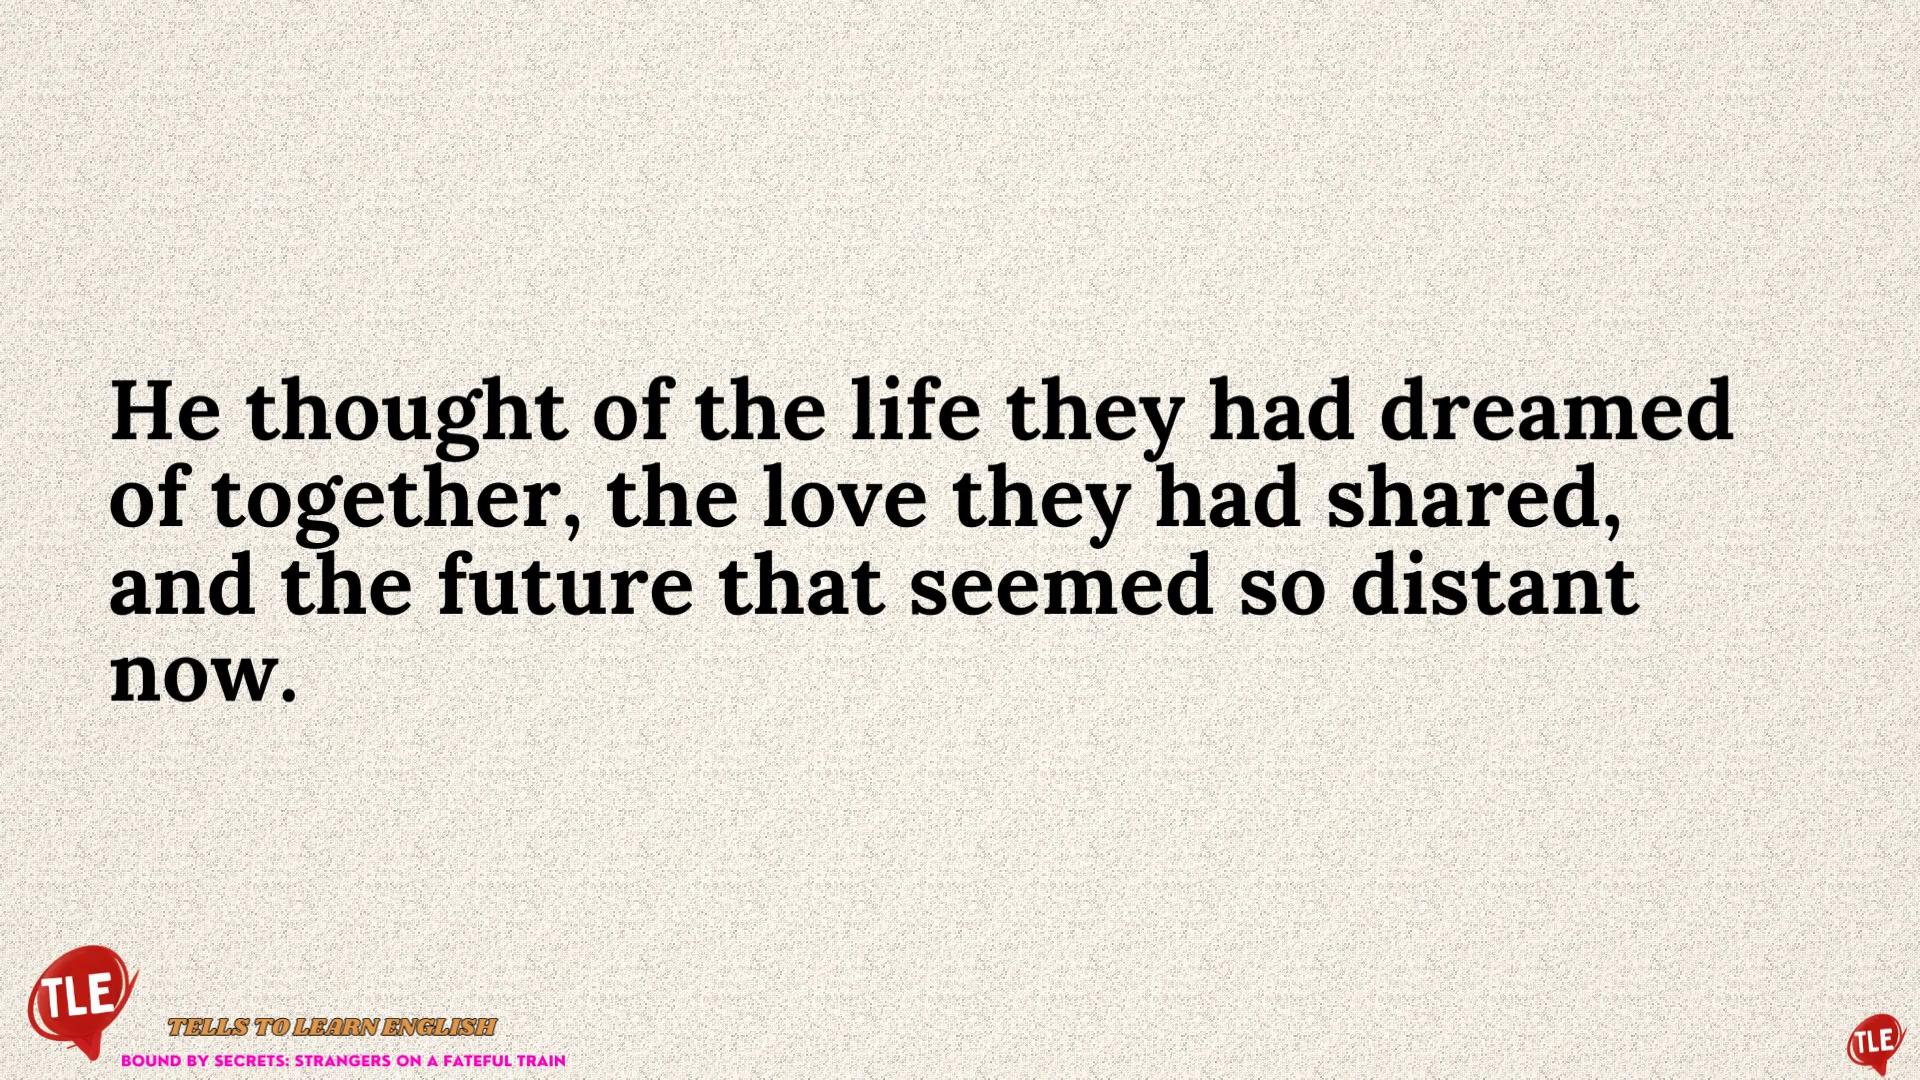 He thought of the life they had dreamed
of together, the love they had shared,
and the future that seemed so distant
now.
TLE
TELLS TO LEARN ENGLISH
BOUND BY SECRETS: STRANGERS ON A FATEFUL TRAIN
TLE